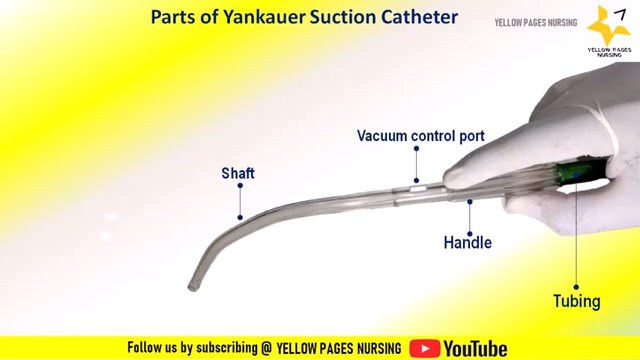 Parts of Yankauer Suction Catheter
YELLOW PAGES NURSING
YELLOW PAGES
NURSING
Vacuum control port
Shaft
Handle
Tubing
Follow us by subscribing @ YELLOW PAGES NURSING YouTube